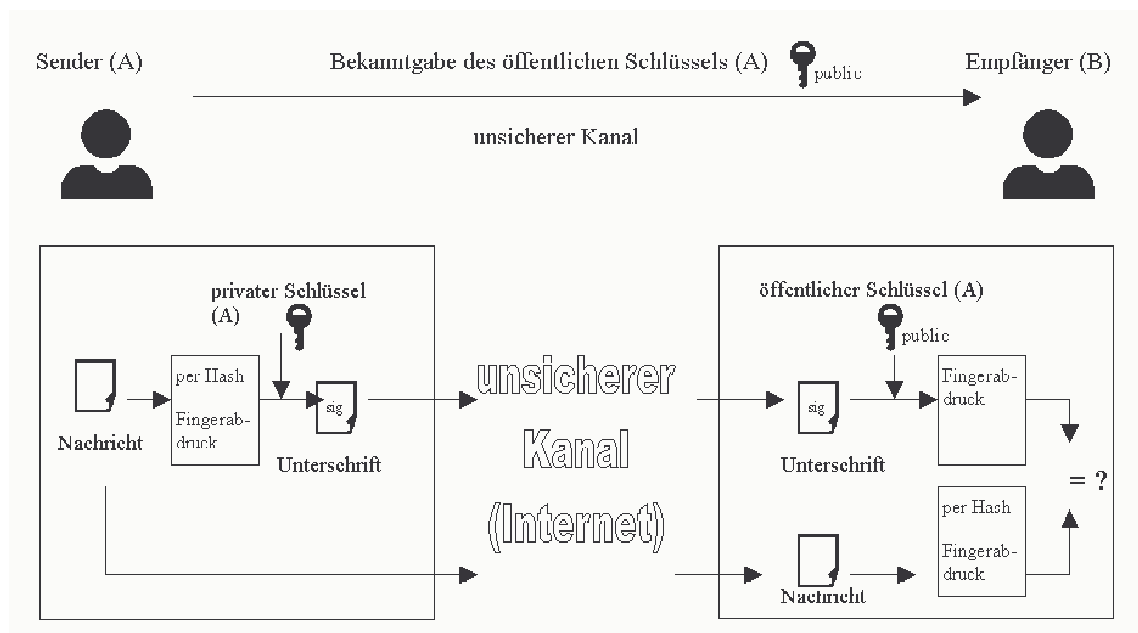 Sender (A)
Bekanntgabe des öffentlichen Schlüssels (A)
public
Empfänger (B)
unsicherer Kanal
privater Schlüssel
(A)
per Hash
Fingerab-
druck
Nachricht
sig
Unterschrift
unsicherer
Kanal
(Internet)
öffentlicher Schlüssel (A)
public
sig
Unterschrift
Fingerab-
druck
= ?
Nachricht
per Hash
Fingerab-
druck